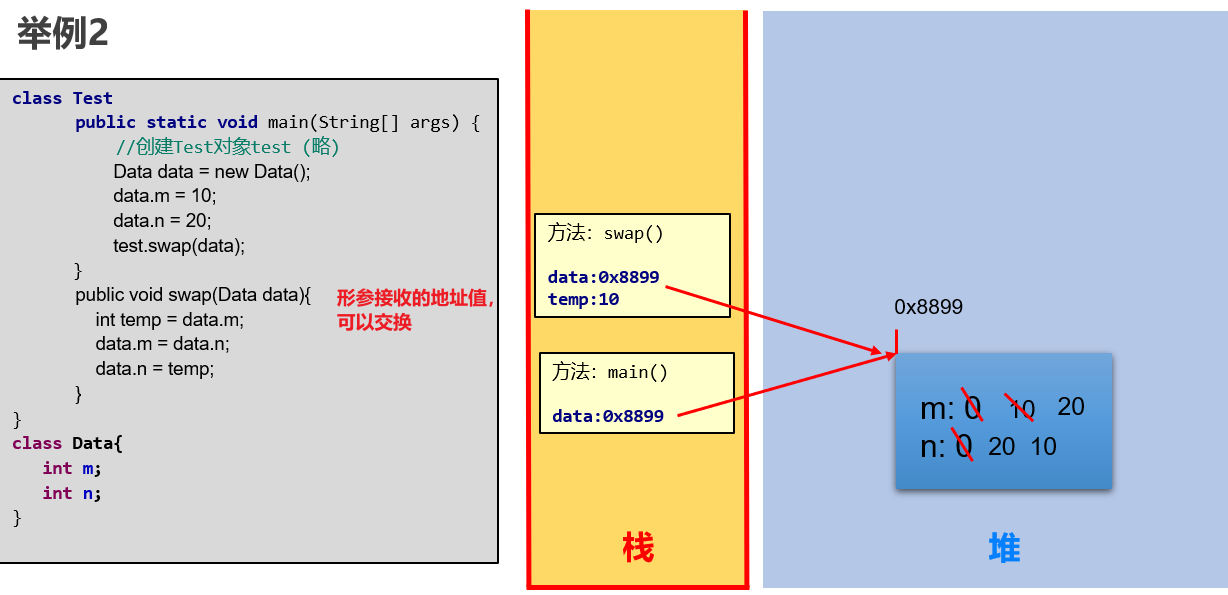 举例2
class Test
public static void main(String[] args) {
//创建Test对象test (略)
Data data = new Data();
data.m = 10;
data.n = 20;
test.swap(data);
}
public void swap(Data data){
int temp = data.m;
data.m = data.n;
data.n = temp;
}
}
class Data{
int m;
int n;
}
形参接收的地址值，
可以交换
方法: swap()
data:0x8899
temp:10
方法: main()
data:0x8899
栈
0x8899
m: 0 10 20
n: 0 20 10
堆